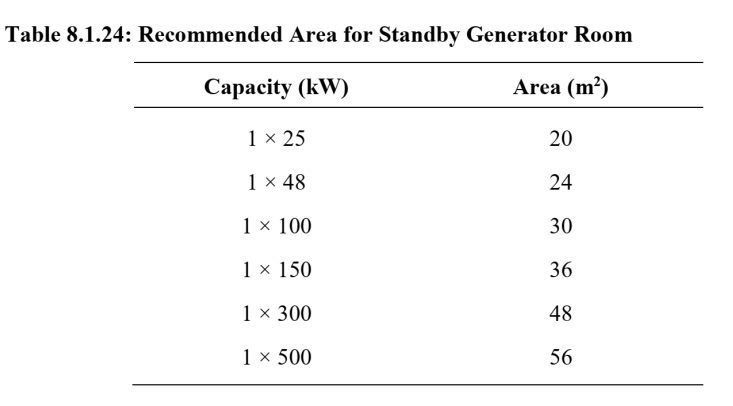 Table 8.1.24: Recommended Area for Standby Generator Room
Capacity (kW) Area (m²)
1 × 25 20
1 × 48 24
1 × 100 30
1 × 150 36
1 × 300 48
1 × 500 56